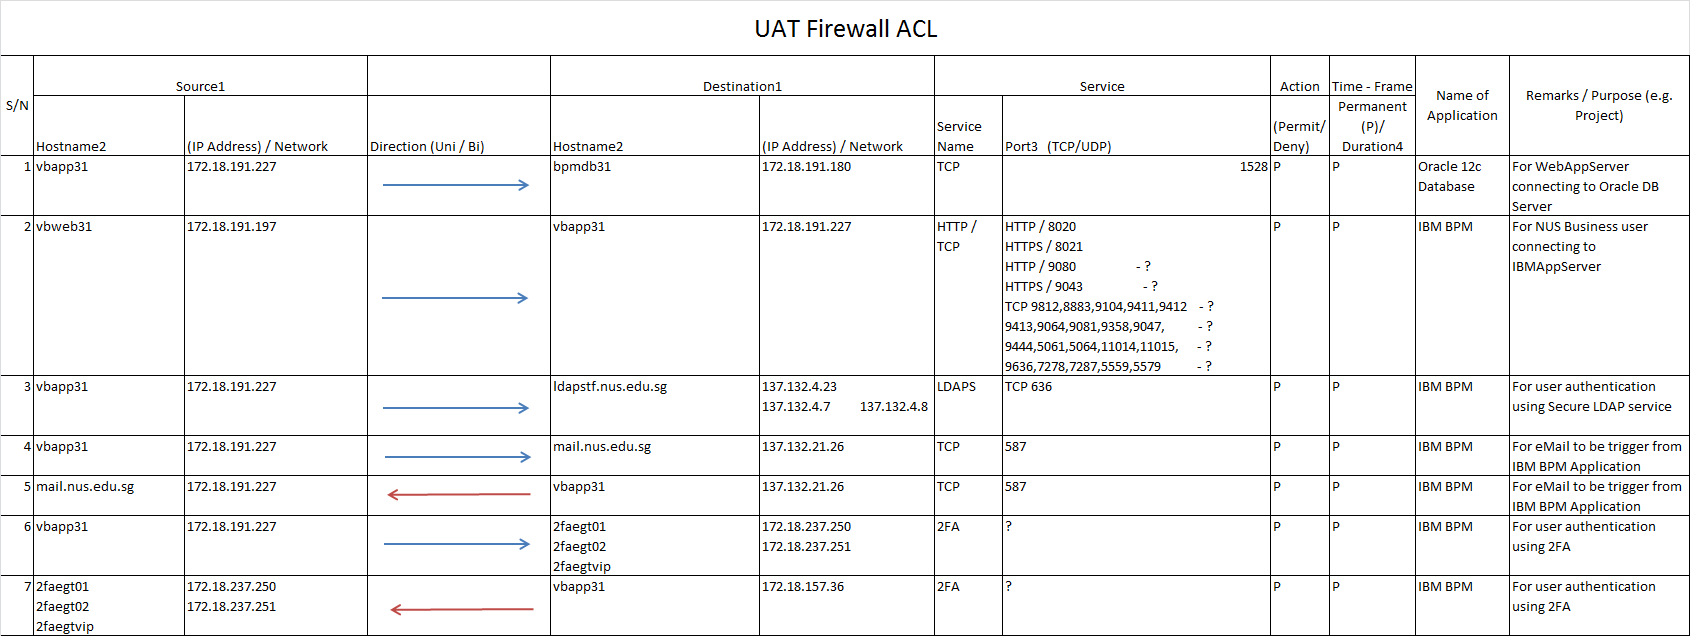 UAT Firewall ACL
S/N Source1 Destination1 Service Action Time - Frame Name of Application Remarks / Purpose (e.g. Project)
Hostname2 (IP Address) / Network Direction (Uni / Bi) Hostname2 (IP Address) / Network Service Name Port3 (TCP/UDP) (Permit/ Deny) Permanent (P)/ Duration4
1 vbapp31 172.18.191.227 bpmdb31 172.18.191.180 TCP 1528 P P Oracle 12c For WebAppServer
Database connecting to Oracle DB
Server
2 vbweb31 172.18.191.197 vbapp31 172.18.191.227 HTTP / HTTP / 8020 P P IBM BPM For NUS Business user
TCP HTTPS / 8021 connecting to
HTTP / 9080 - ? IBMAppServer
HTTPS / 9043 - ?
TCP 9812,8883,9104,9411,9412 - ?
9413,9064,9081,9358,9047, - ?
9444,5061,5064,11014,11015, - ?
9636,7278,7287,5559,5579 - ?
3 vbapp31 172.18.191.227 ldapstf.nus.edu.sg 137.132.4.23 LDAPS TCP 636 P P IBM BPM For user authentication
137.132.4.7 137.132.4.8 using Secure LDAP service
4 vbapp31 172.18.191.227 mail.nus.edu.sg 137.132.21.26 TCP 587 P P IBM BPM For eMail to be trigger from
IBM BPM Application
5 mail.nus.edu.sg 172.18.191.227 vbapp31 137.132.21.26 TCP 587 P P IBM BPM For eMail to be trigger from
IBM BPM Application
6 vbapp31 172.18.191.227 2faegt01 172.18.237.250 2FA ? P P IBM BPM For user authentication
2faegt02 172.18.237.251 using 2FA
2faegtvip
7 2faegt01 172.18.237.250 vbapp31 172.18.157.36 2FA ? P P IBM BPM For user authentication
2faegt02 172.18.237.251 using 2FA
2faegtvip